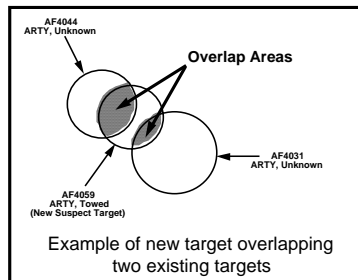 AF4044
ARTY, Unknown
Overlap Areas
AF4059
ARTY, Towed
(New Suspect Target)
AF4031
ARTY, Unknown
Example of new target overlapping
two existing targets